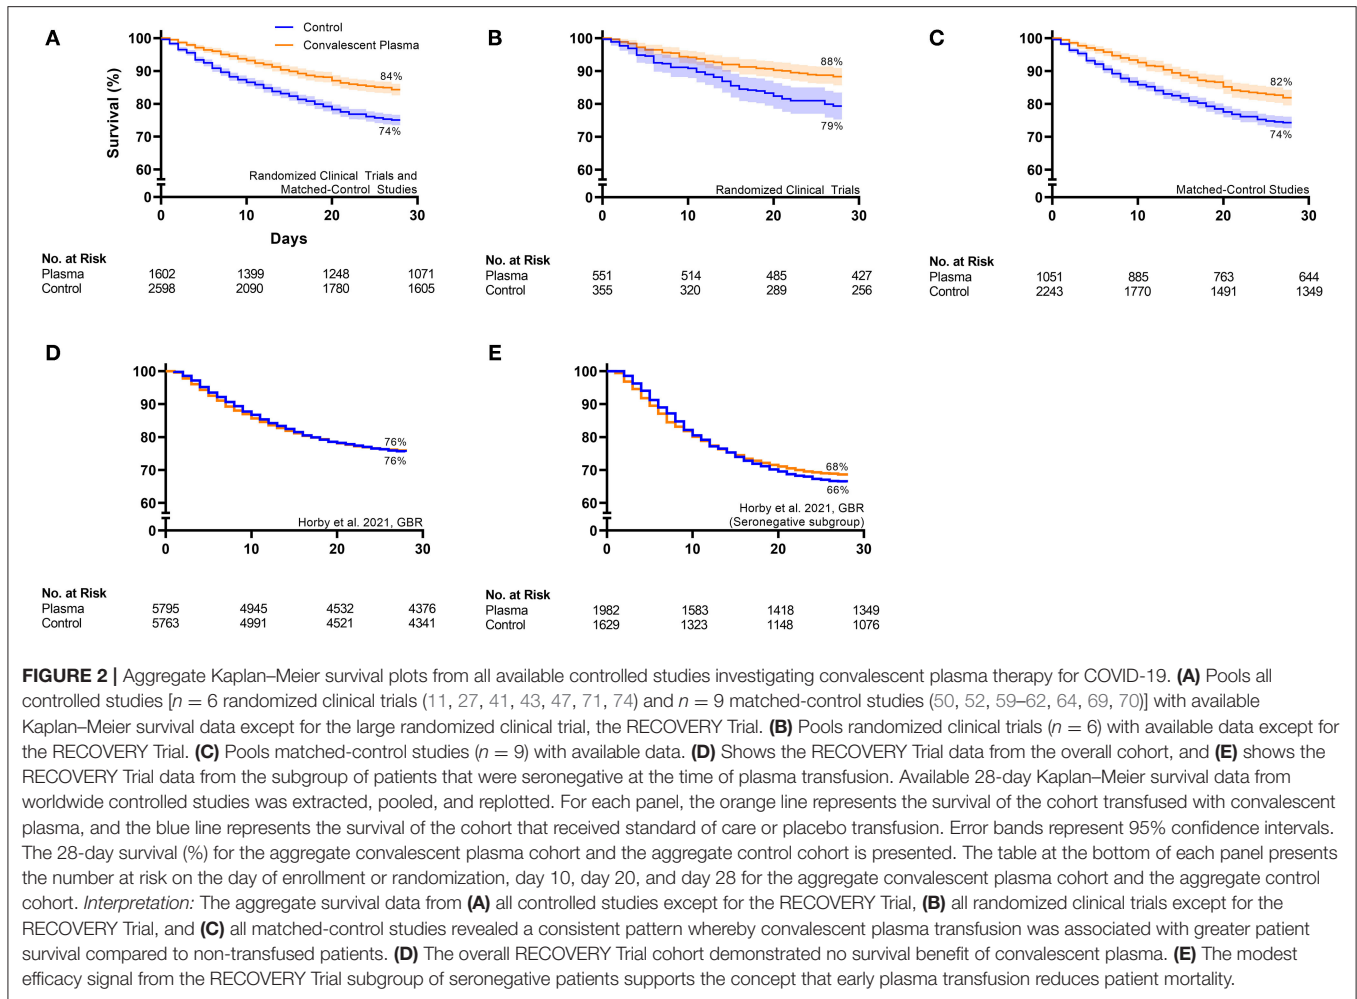 A
Control
Convalescent Plasma
100
90
80
70
60
0
Survival (%)
84%
74%
Randomized Clinical Trials and
Matched-Control Studies
0 10 20 30
Days
No. at Risk
Plasma 1602 1399 1248 1071
Control 2598 2090 1780 1605
B
100
90
80
70
60
0
88%
79%
Randomized Clinical Trials
0 10 20 30
No. at Risk
Plasma 551 514 485 427
Control 355 320 289 256
C
100
90
80
70
60
0
82%
74%
Matched-Control Studies
0 10 20 30
No. at Risk
Plasma 1051 885 763 644
Control 2243 1770 1491 1349
D
100
90
80
70
60
0
76%
76%
Horby et al. 2021, GBR
0 10 20 30
No. at Risk
Plasma 5795 4945 4532 4376
Control 5763 4991 4521 4341
E
100
90
80
70
60
0
68%
66%
Horby et al. 2021, GBR
(Seronegative subgroup)
0 10 20 30
No. at Risk
Plasma 1982 1583 1418 1349
Control 1629 1323 1148 1076
FIGURE 2 | Aggregate Kaplan–Meier survival plots from all available controlled studies investigating convalescent plasma therapy for COVID-19. (A) Pools all
controlled studies [n = 6 randomized clinical trials (11, 27, 41, 43, 47, 71, 74) and n = 9 matched-control studies (50, 52, 59–62, 64, 69, 70)] with available
Kaplan–Meier survival data except for the large randomized clinical trial, the RECOVERY Trial. (B) Pools randomized clinical trials (n = 6) with available data except for
the RECOVERY Trial. (C) Pools matched-control studies (n = 9) with available data. (D) Shows the RECOVERY Trial data from the overall cohort, and (E) shows the
RECOVERY Trial data from the subgroup of patients that were seronegative at the time of plasma transfusion. Available 28-day Kaplan–Meier survival data from
worldwide controlled studies was extracted, pooled, and replotted. For each panel, the orange line represents the survival of the cohort transfused with convalescent
plasma, and the blue line represents the survival of the cohort that received standard of care or placebo transfusion. Error bands represent 95% confidence intervals.
The 28-day survival (%) for the aggregate convalescent plasma cohort and the aggregate control cohort is presented. The table at the bottom of each panel presents
the number at risk on the day of enrollment or randomization, day 10, day 20, and day 28 for the aggregate convalescent plasma cohort and the aggregate control
cohort. Interpretation: The aggregate survival data from (A) all controlled studies except for the RECOVERY Trial, (B) all randomized clinical trials except for the
RECOVERY Trial, and (C) all matched-control studies revealed a consistent pattern whereby convalescent plasma transfusion was associated with greater patient
survival compared to non-transfused patients. (D) The overall RECOVERY Trial cohort demonstrated no survival benefit of convalescent plasma. (E) The modest
efficacy signal from the RECOVERY Trial subgroup of seronegative patients supports the concept that early plasma transfusion reduces patient mortality.